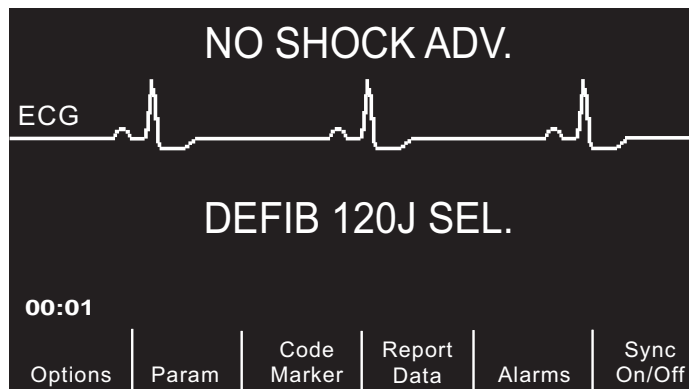 NO SHOCK ADV.
ECG
DEFIB 120J SEL.
00:01
Options
Param
Code
Marker
Report
Data
Alarms
Sync
On/Off